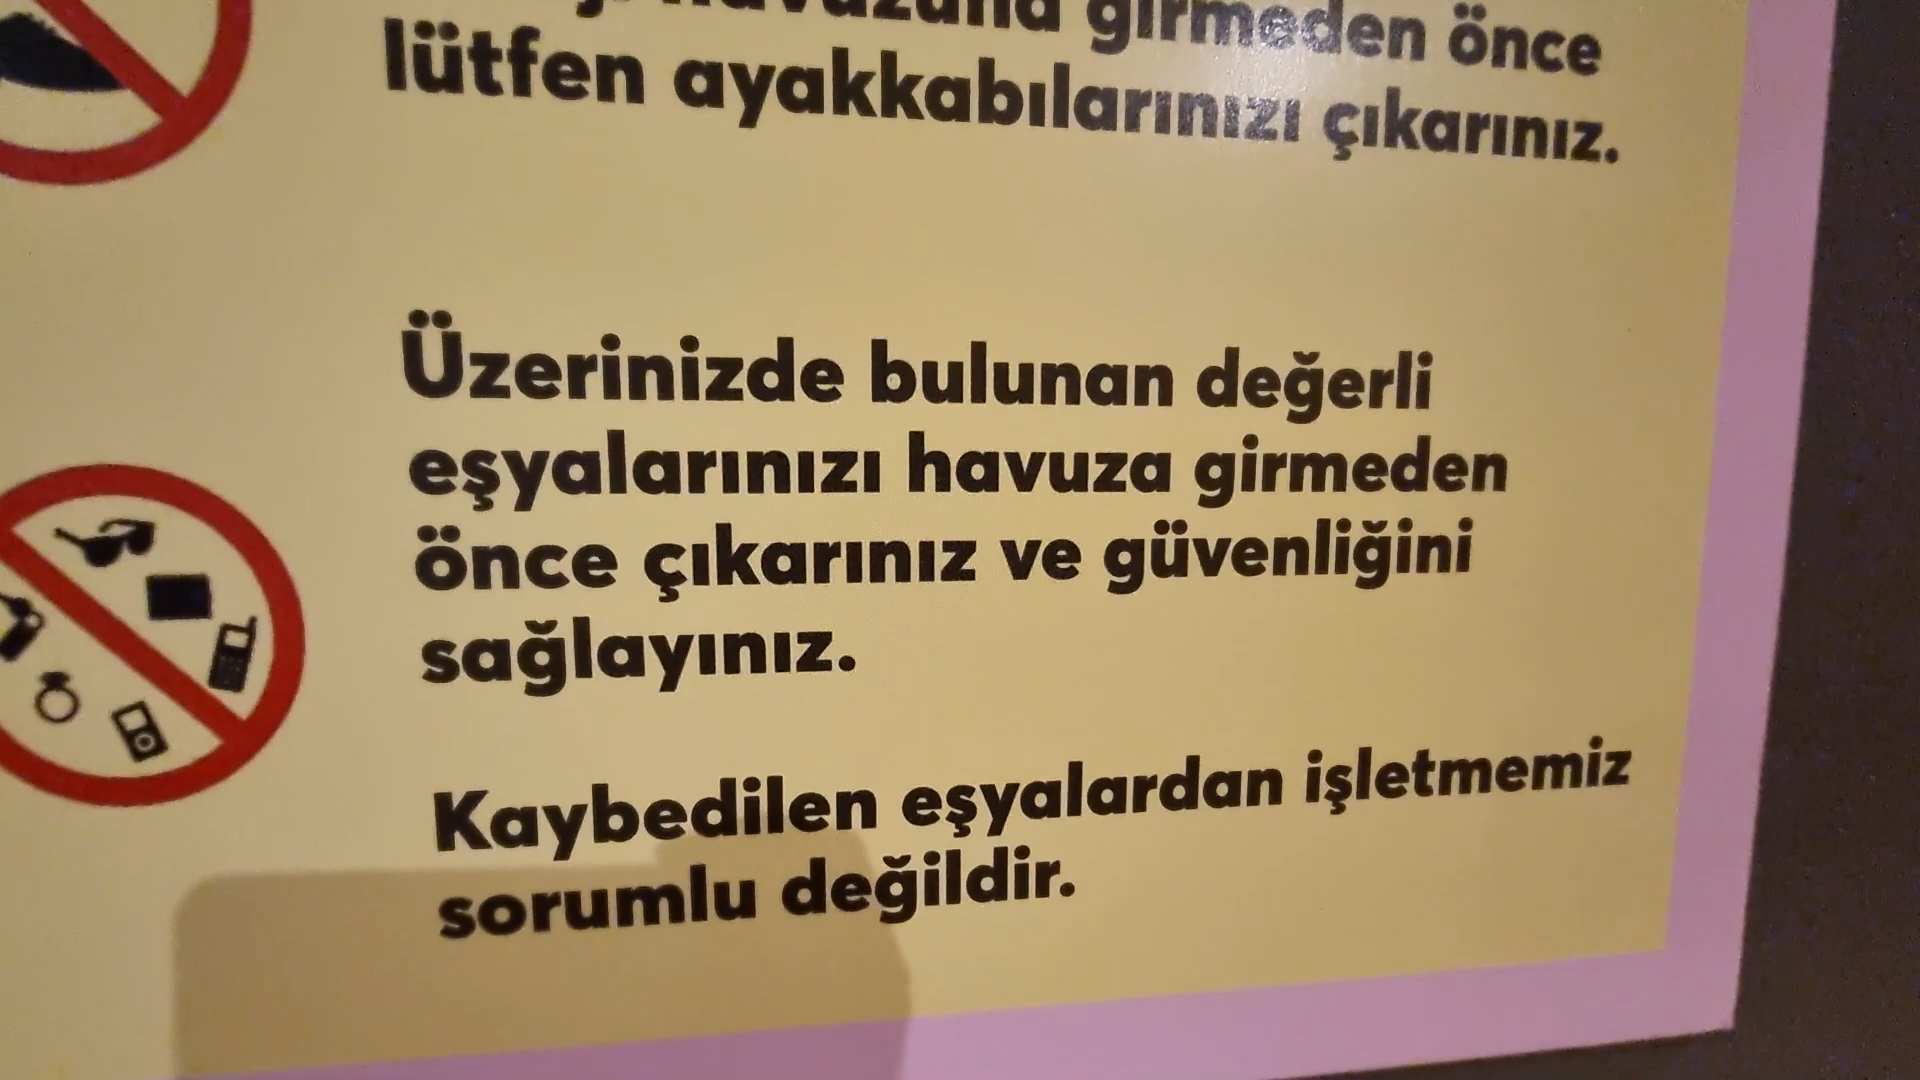 havuzuna girmeden önce
lütfen ayakkabılarınızı çıkarınız.
Üzerinizde bulunan değerli
eşyalarınızı havuza girmeden
önce çıkarınız ve güvenliğini
sağlayınız.
Kaybedilen eşyalardan işletmemiz
sorumlu değildir.